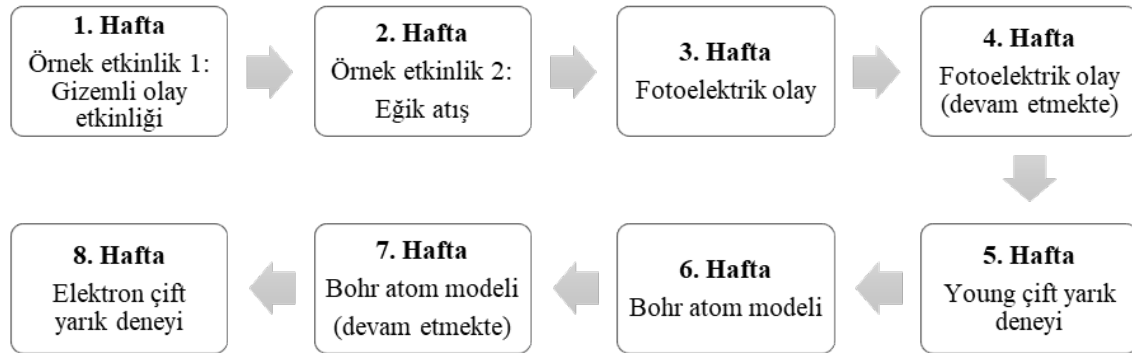 1. Hafta
Örnek etkinlik 1:
Gizemli olay
etkinliği
2. Hafta
Örnek etkinlik 2:
Eğik atış
3. Hafta
Fotoelektrik olay
4. Hafta
Fotoelektrik olay
(devam etmekte)
5. Hafta
Young çift yarık
deneyi
6. Hafta
Bohr atom modeli
7. Hafta
Bohr atom modeli
(devam etmekte)
8. Hafta
Elektron çift
yarık deneyi